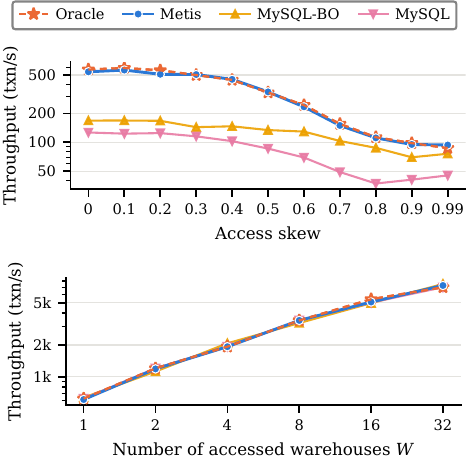 Oracle Metis MySQL-BO MySQL
Throughput (txn/s)
500
200
100
50
0 0.1 0.2 0.3 0.4 0.5 0.6 0.7 0.8 0.9 0.99
Access skew
Throughput (txn/s)
5k
2k
1k
1 2 4 8 16 32
Number of accessed warehouses W